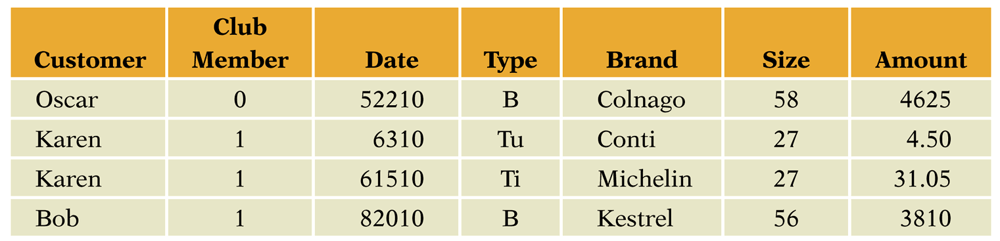 Customer Club Member Date Type Brand Size Amount
Oscar 0 52210 B Colnago 58 4625
Karen 1 6310 Tu Conti 27 4.50
Karen 1 61510 Ti Michelin 27 31.05
Bob 1 82010 B Kestrel 56 3810